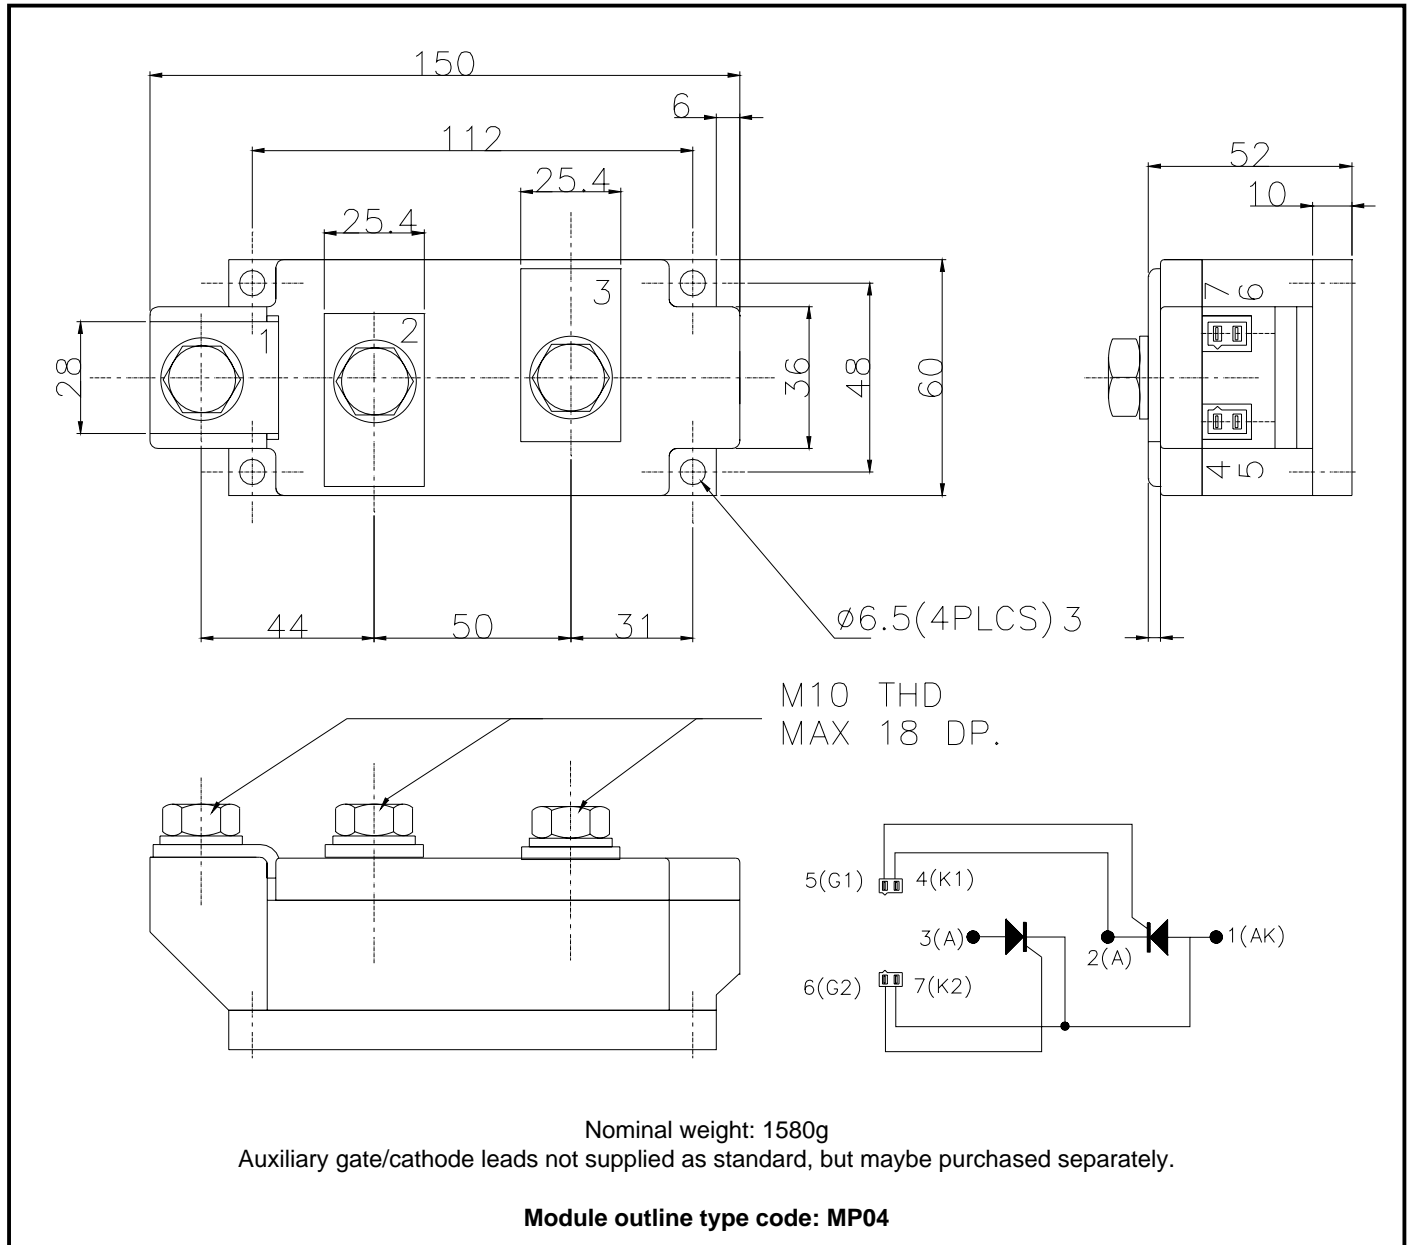 150
6
112
25.4
25.4
52
10
3
7
6
1
2
28
36
48
60
4
5
44
50
31
ø6.5(4PLCS)
3
M10 THD
MAX 18 DP.
5(G1)
4(K1)
3(A)
2(A)
1(AK)
6(G2)
7(K2)
Nominal weight: 1580g
Auxiliary gate/cathode leads not supplied as standard, but maybe purchased separately.
Module outline type code: MP04